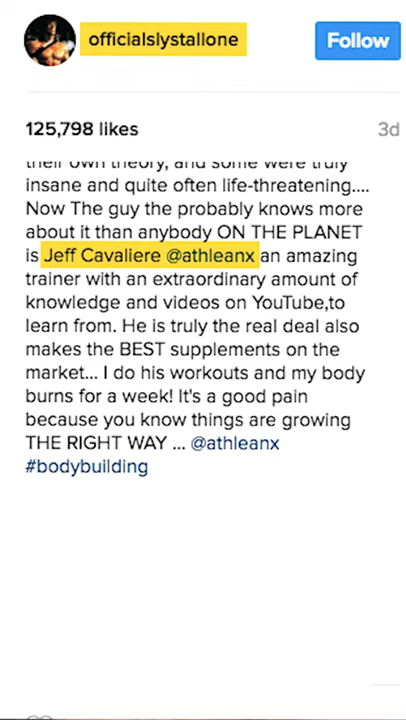 officialslystallone
Follow
125,798 likes
3d
their own theory, and some were truly
insane and quite often life-threatening....
Now The guy the probably knows more
about it than anybody ON THE PLANET
is Jeff Cavaliere @athleanx an amazing
trainer with an extraordinary amount of
knowledge and videos on YouTube,to
learn from. He is truly the real deal also
makes the BEST supplements on the
market... I do his workouts and my body
burns for a week! It's a good pain
because you know things are growing
THE RIGHT WAY ... @athleanx
#bodybuilding